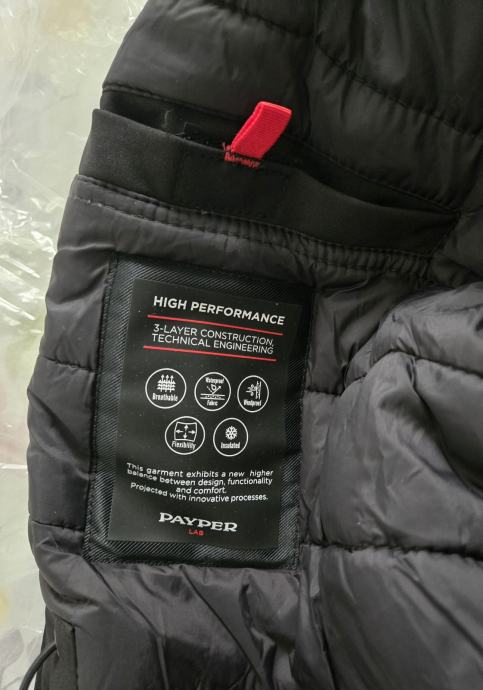 HIGH PERFORMANCE
3-LAYER CONSTRUCTION,
TECHNICAL ENGINEERING
Breathable
Waterproof
Fabric
Windproof
Flexibility
Insulated
This garment exhibits a new higher
balance between design, functionality
and comfort.
Projected with innovative processes.
PAYPER
LAB